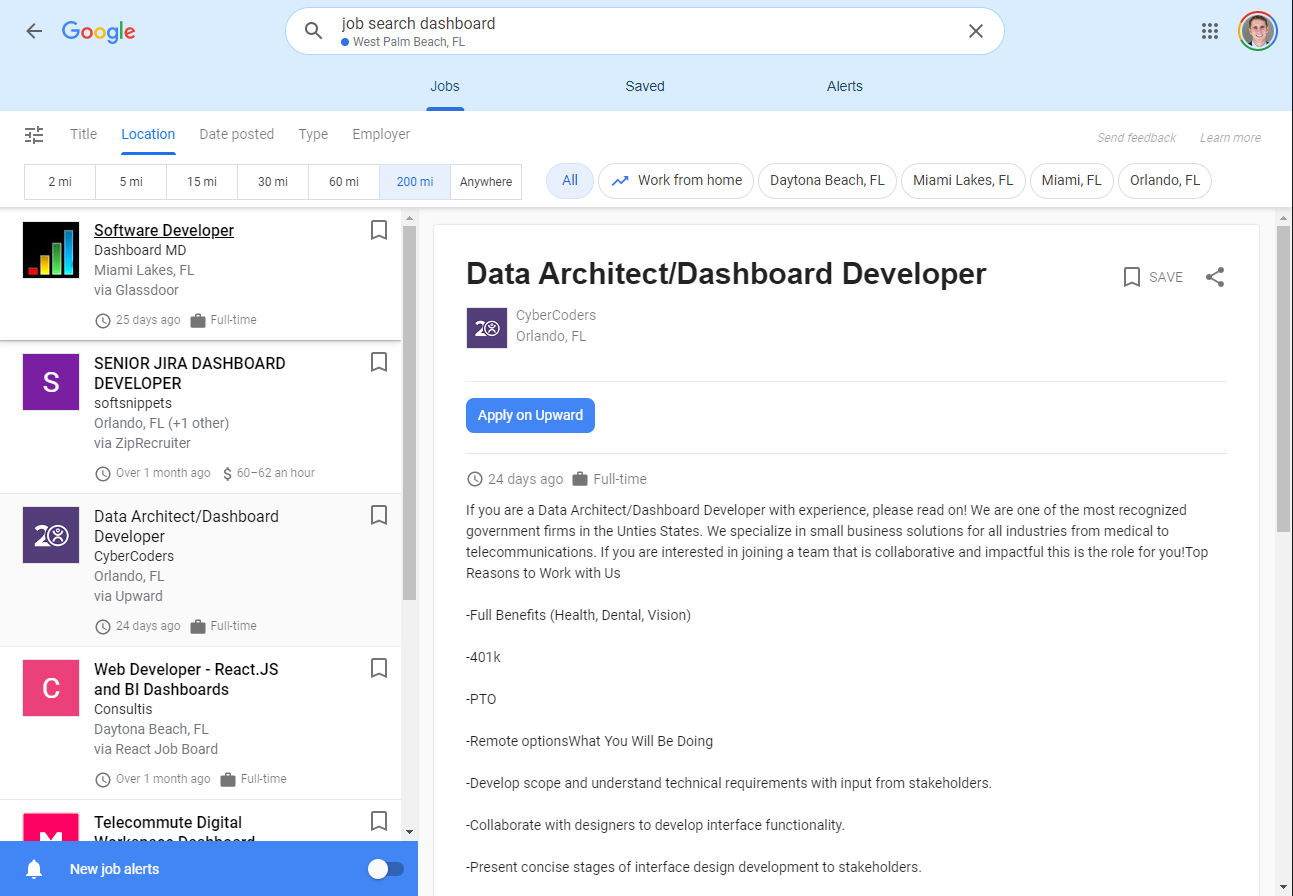 Google
job search dashboard
West Palm Beach, FL
Jobs
Saved
Alerts
Title
Location
Date posted
Type
Employer
Send feedback
Learn more
2 mi
5 mi
15 mi
30 mi
60 mi
200 mi
Anywhere
All
Work from home
Daytona Beach, FL
Miami Lakes, FL
Miami, FL
Orlando, FL
Software Developer
Dashboard MD
Miami Lakes, FL
via Glassdoor
25 days ago
Full-time
S
SENIOR JIRA DASHBOARD
DEVELOPER
softsnippets
Orlando, FL (+1 other)
via ZipRecruiter
Over 1 month ago
$ 60–62 an hour
20
Data Architect/Dashboard
Developer
CyberCoders
Orlando, FL
via Upward
24 days ago
Full-time
C
Web Developer - React.JS
and BI Dashboards
Consultis
Daytona Beach, FL
via React Job Board
Over 1 month ago
Full-time
M
Telecommute Digital
Workspace Dashboard
New job alerts
Data Architect/Dashboard Developer
SAVE
20
CyberCoders
Orlando, FL
Apply on Upward
24 days ago
Full-time
If you are a Data Architect/Dashboard Developer with experience, please read on! We are one of the most recognized
government firms in the Unties States. We specialize in small business solutions for all industries from medical to
telecommunications. If you are interested in joining a team that is collaborative and impactful this is the role for you!Top
Reasons to Work with Us
-Full Benefits (Health, Dental, Vision)
-401k
-PTO
-Remote optionsWhat You Will Be Doing
-Develop scope and understand technical requirements with input from stakeholders.
-Collaborate with designers to develop interface functionality.
-Present concise stages of interface design development to stakeholders.